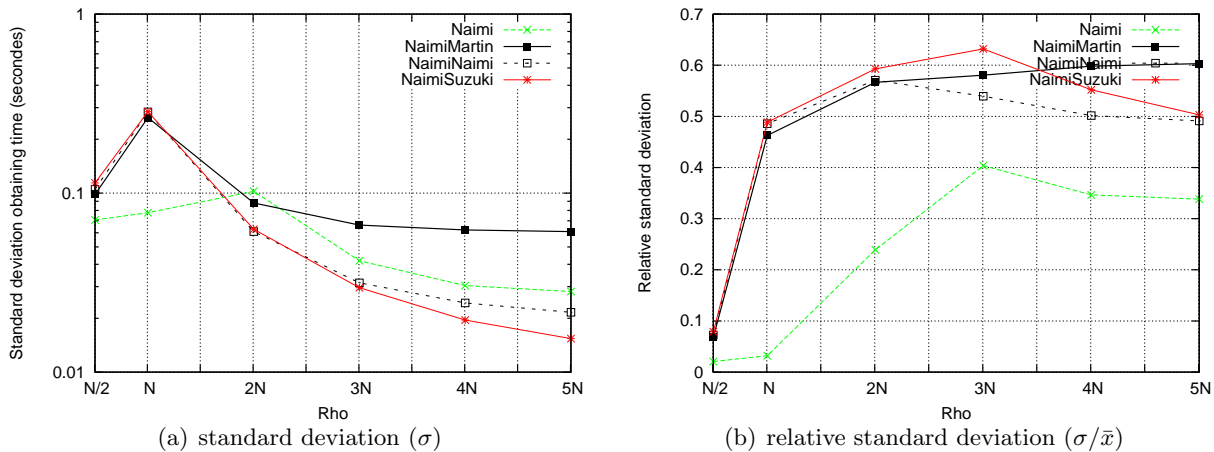 1
0.1
0.01
Standard deviation obtaining time (secondes)
Naimi
NaimiMartin
NaimiNaimi
NaimiSuzuki
N/2 N 2N 3N 4N 5N
Rho
(a) standard deviation (σ)
0.7
0.6
0.5
0.4
0.3
0.2
0.1
0
Relative standard deviation
Naimi
NaimiMartin
NaimiNaimi
NaimiSuzuki
N/2 N 2N 3N 4N 5N
Rho
(b) relative standard deviation (σ/x̄)